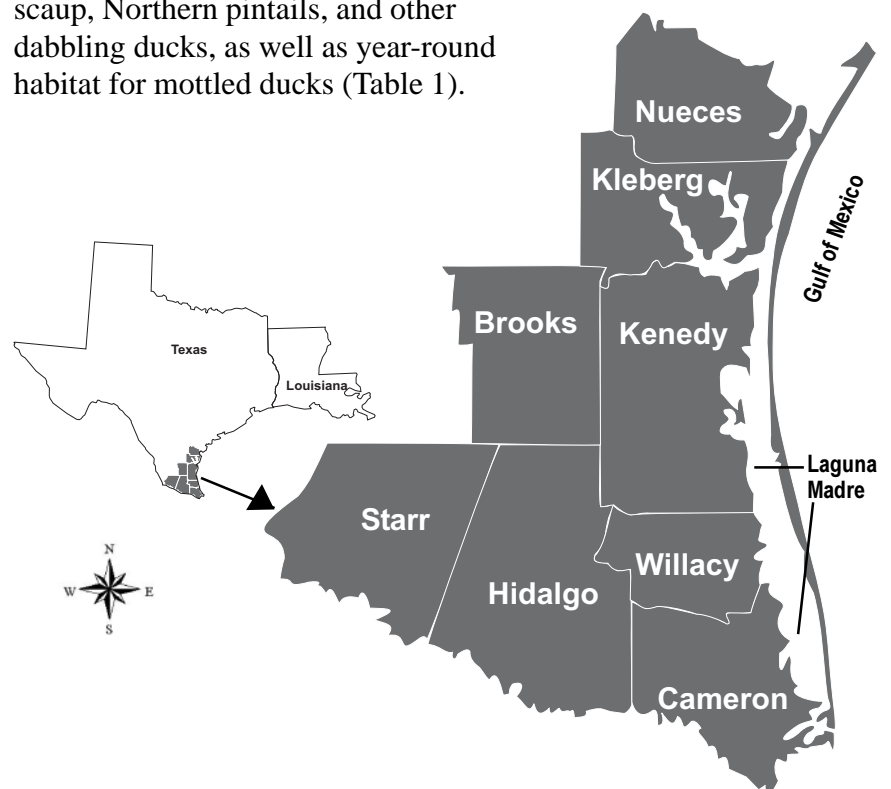 scaup, Northern pintails, and other
dabbling ducks, as well as year-round
habitat for mottled ducks (Table 1).
Nueces
Kleberg
Gulf of Mexico
Brooks
Kenedy
Texas
Louisiana
Laguna
Madre
Starr
Willacy
Hidalgo
N
W E
S
Cameron